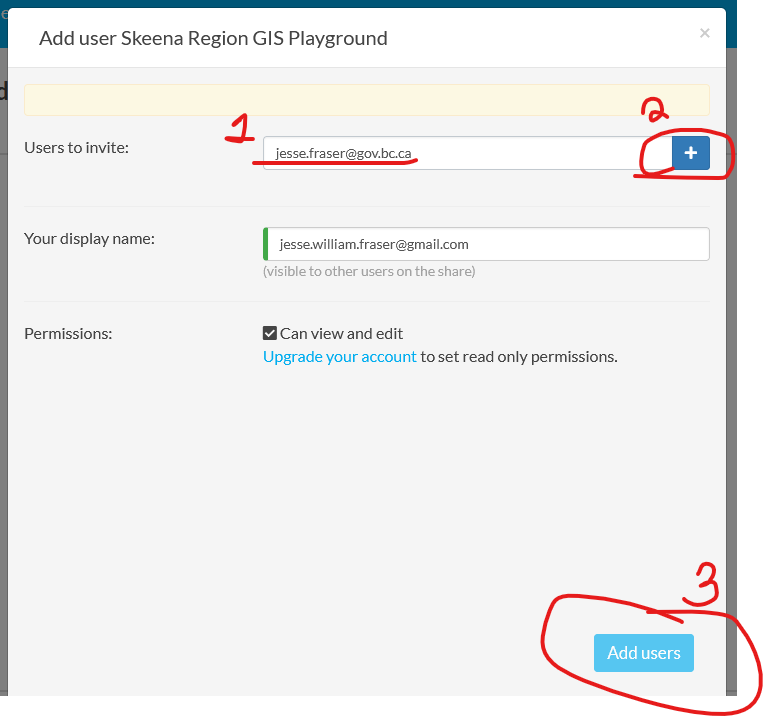 Add user Skeena Region GIS Playground
×
2
1
Users to invite:
jesse.fraser@gov.bc.ca
+
Your display name:
jesse.william.fraser@gmail.com
(visible to other users on the share)
Permissions:
Can view and edit
Upgrade your account to set read only permissions.
3
Add users